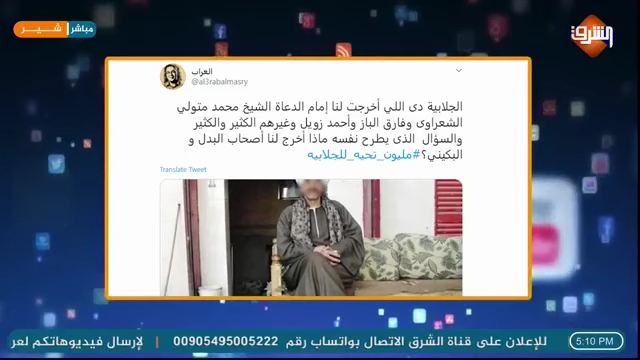 شير
مباشر
الشرق
العراب
@al3rabalmasry
الجلابية دى اللي أخرجت لنا إمام الدعاة الشيخ محمد متولي
الشعراوى وفارق الباز وأحمد زويل وغيرهم الكثير والكثير
والسؤال الذى يطرح نفسه ماذا أخرج لنا أصحاب البدل و
البكيني؟#مليون_تحيه_للجلابيه
Translate Tweet
للإعلان على قناة الشرق الاتصال بواتساب رقم 00905495005222 | لإرسال فيديوهاتكم لعر
5:10 PM